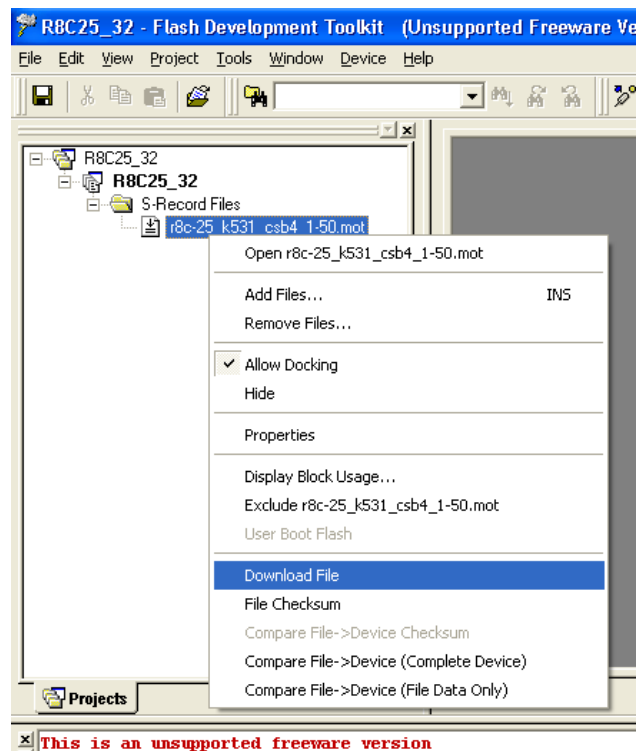 R8C25_32 - Flash Development Toolkit (Unsupported Freeware Ve
File Edit View Project Tools Window Device Help
R8C25_32
R8C25_32
S-Record Files
r8c-25_k531_csb4_1-50.mot
Open r8c-25_k531_csb4_1-50.mot
Add Files... INS
Remove Files...
Allow Docking
Hide
Properties
Display Block Usage...
Exclude r8c-25_k531_csb4_1-50.mot
User Boot Flash
Download File
File Checksum
Compare File->Device Checksum
Compare File->Device (Complete Device)
Compare File->Device (File Data Only)
Projects
This is an unsupported freeware version